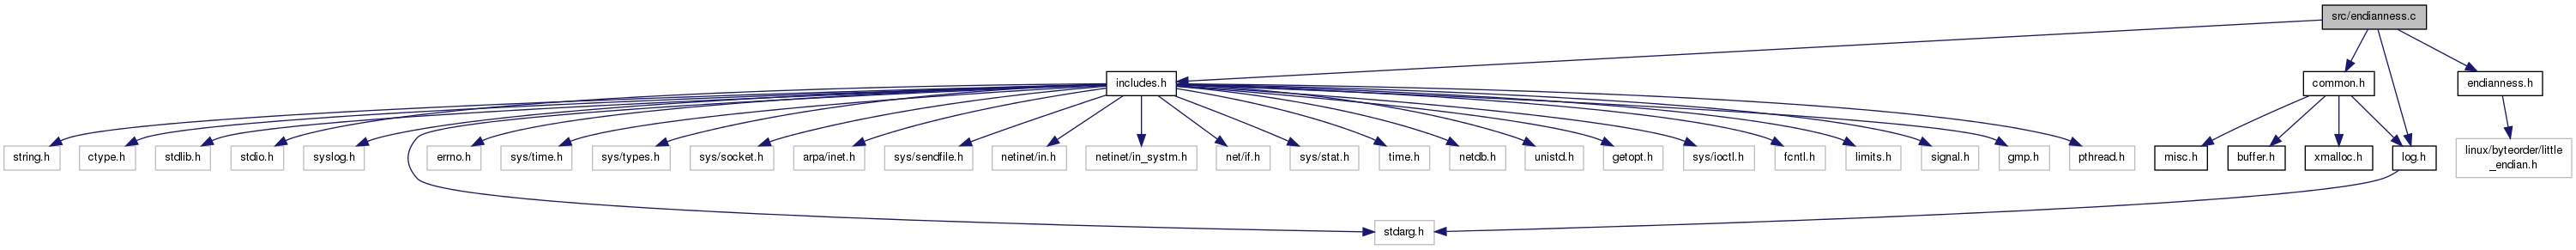 src/endianness.c
includes.h
common.h
endianness.h
string.h
ctype.h
stdlib.h
stdio.h
syslog.h
errno.h
sys/time.h
sys/types.h
sys/socket.h
arpa/inet.h
sys/sendfile.h
netinet/in.h
netinet/in_systm.h
net/if.h
sys/stat.h
time.h
netdb.h
unistd.h
getopt.h
sys/ioctl.h
fcntl.h
limits.h
signal.h
gmp.h
pthread.h
misc.h
buffer.h
xmalloc.h
log.h
linux/byteorder/little
_endian.h
stdarg.h